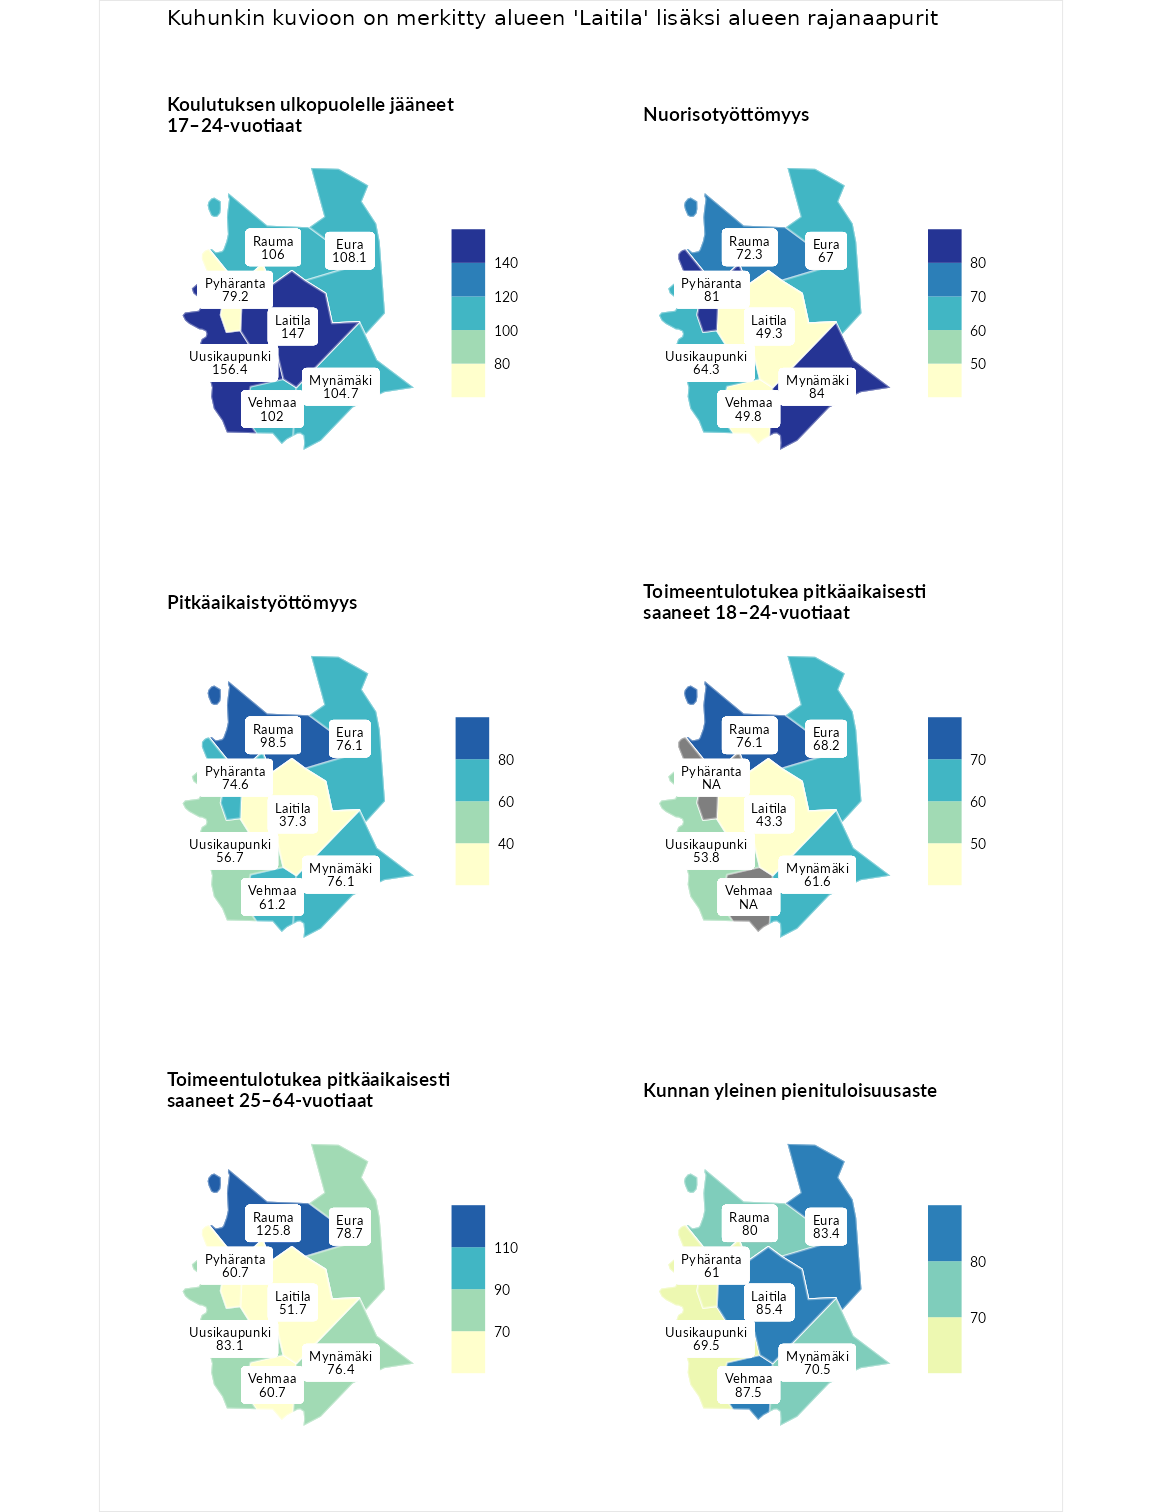 Kuhunkin kuvioon on merkitty alueen 'Laitila' lisäksi alueen rajanaapurit
Koulutuksen ulkopuolelle jääneet
17–24-vuotiaat
Rauma
106
Eura
108.1
Pyhäranta
79.2
Laitila
147
Uusikaupunki
156.4
Mynämäki
104.7
Vehmaa
102
140
120
100
80
Nuorisotyöttömyys
Rauma
72.3
Eura
67
Pyhäranta
81
Laitila
49.3
Uusikaupunki
64.3
Mynämäki
84
Vehmaa
49.8
80
70
60
50
Pitkäaikaistyöttömyys
Rauma
98.5
Eura
76.1
Pyhäranta
74.6
Laitila
37.3
Uusikaupunki
56.7
Mynämäki
76.1
Vehmaa
61.2
80
60
40
Toimeentulotukea pitkäaikaisesti
saaneet 18–24-vuotiaat
Rauma
76.1
Eura
68.2
Pyhäranta
NA
Laitila
43.3
Uusikaupunki
53.8
Mynämäki
61.6
Vehmaa
NA
70
60
50
Toimeentulotukea pitkäaikaisesti
saaneet 25–64-vuotiaat
Rauma
125.8
Eura
78.7
Pyhäranta
60.7
Laitila
51.7
Uusikaupunki
83.1
Mynämäki
76.4
Vehmaa
60.7
110
90
70
Kunnan yleinen pienituloisuusaste
Rauma
80
Eura
83.4
Pyhäranta
61
Laitila
85.4
Uusikaupunki
69.5
Mynämäki
70.5
Vehmaa
87.5
80
70